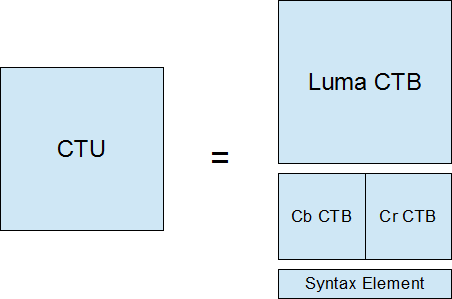 CTU
=
Luma CTB
Cb CTB
Cr CTB
Syntax Element